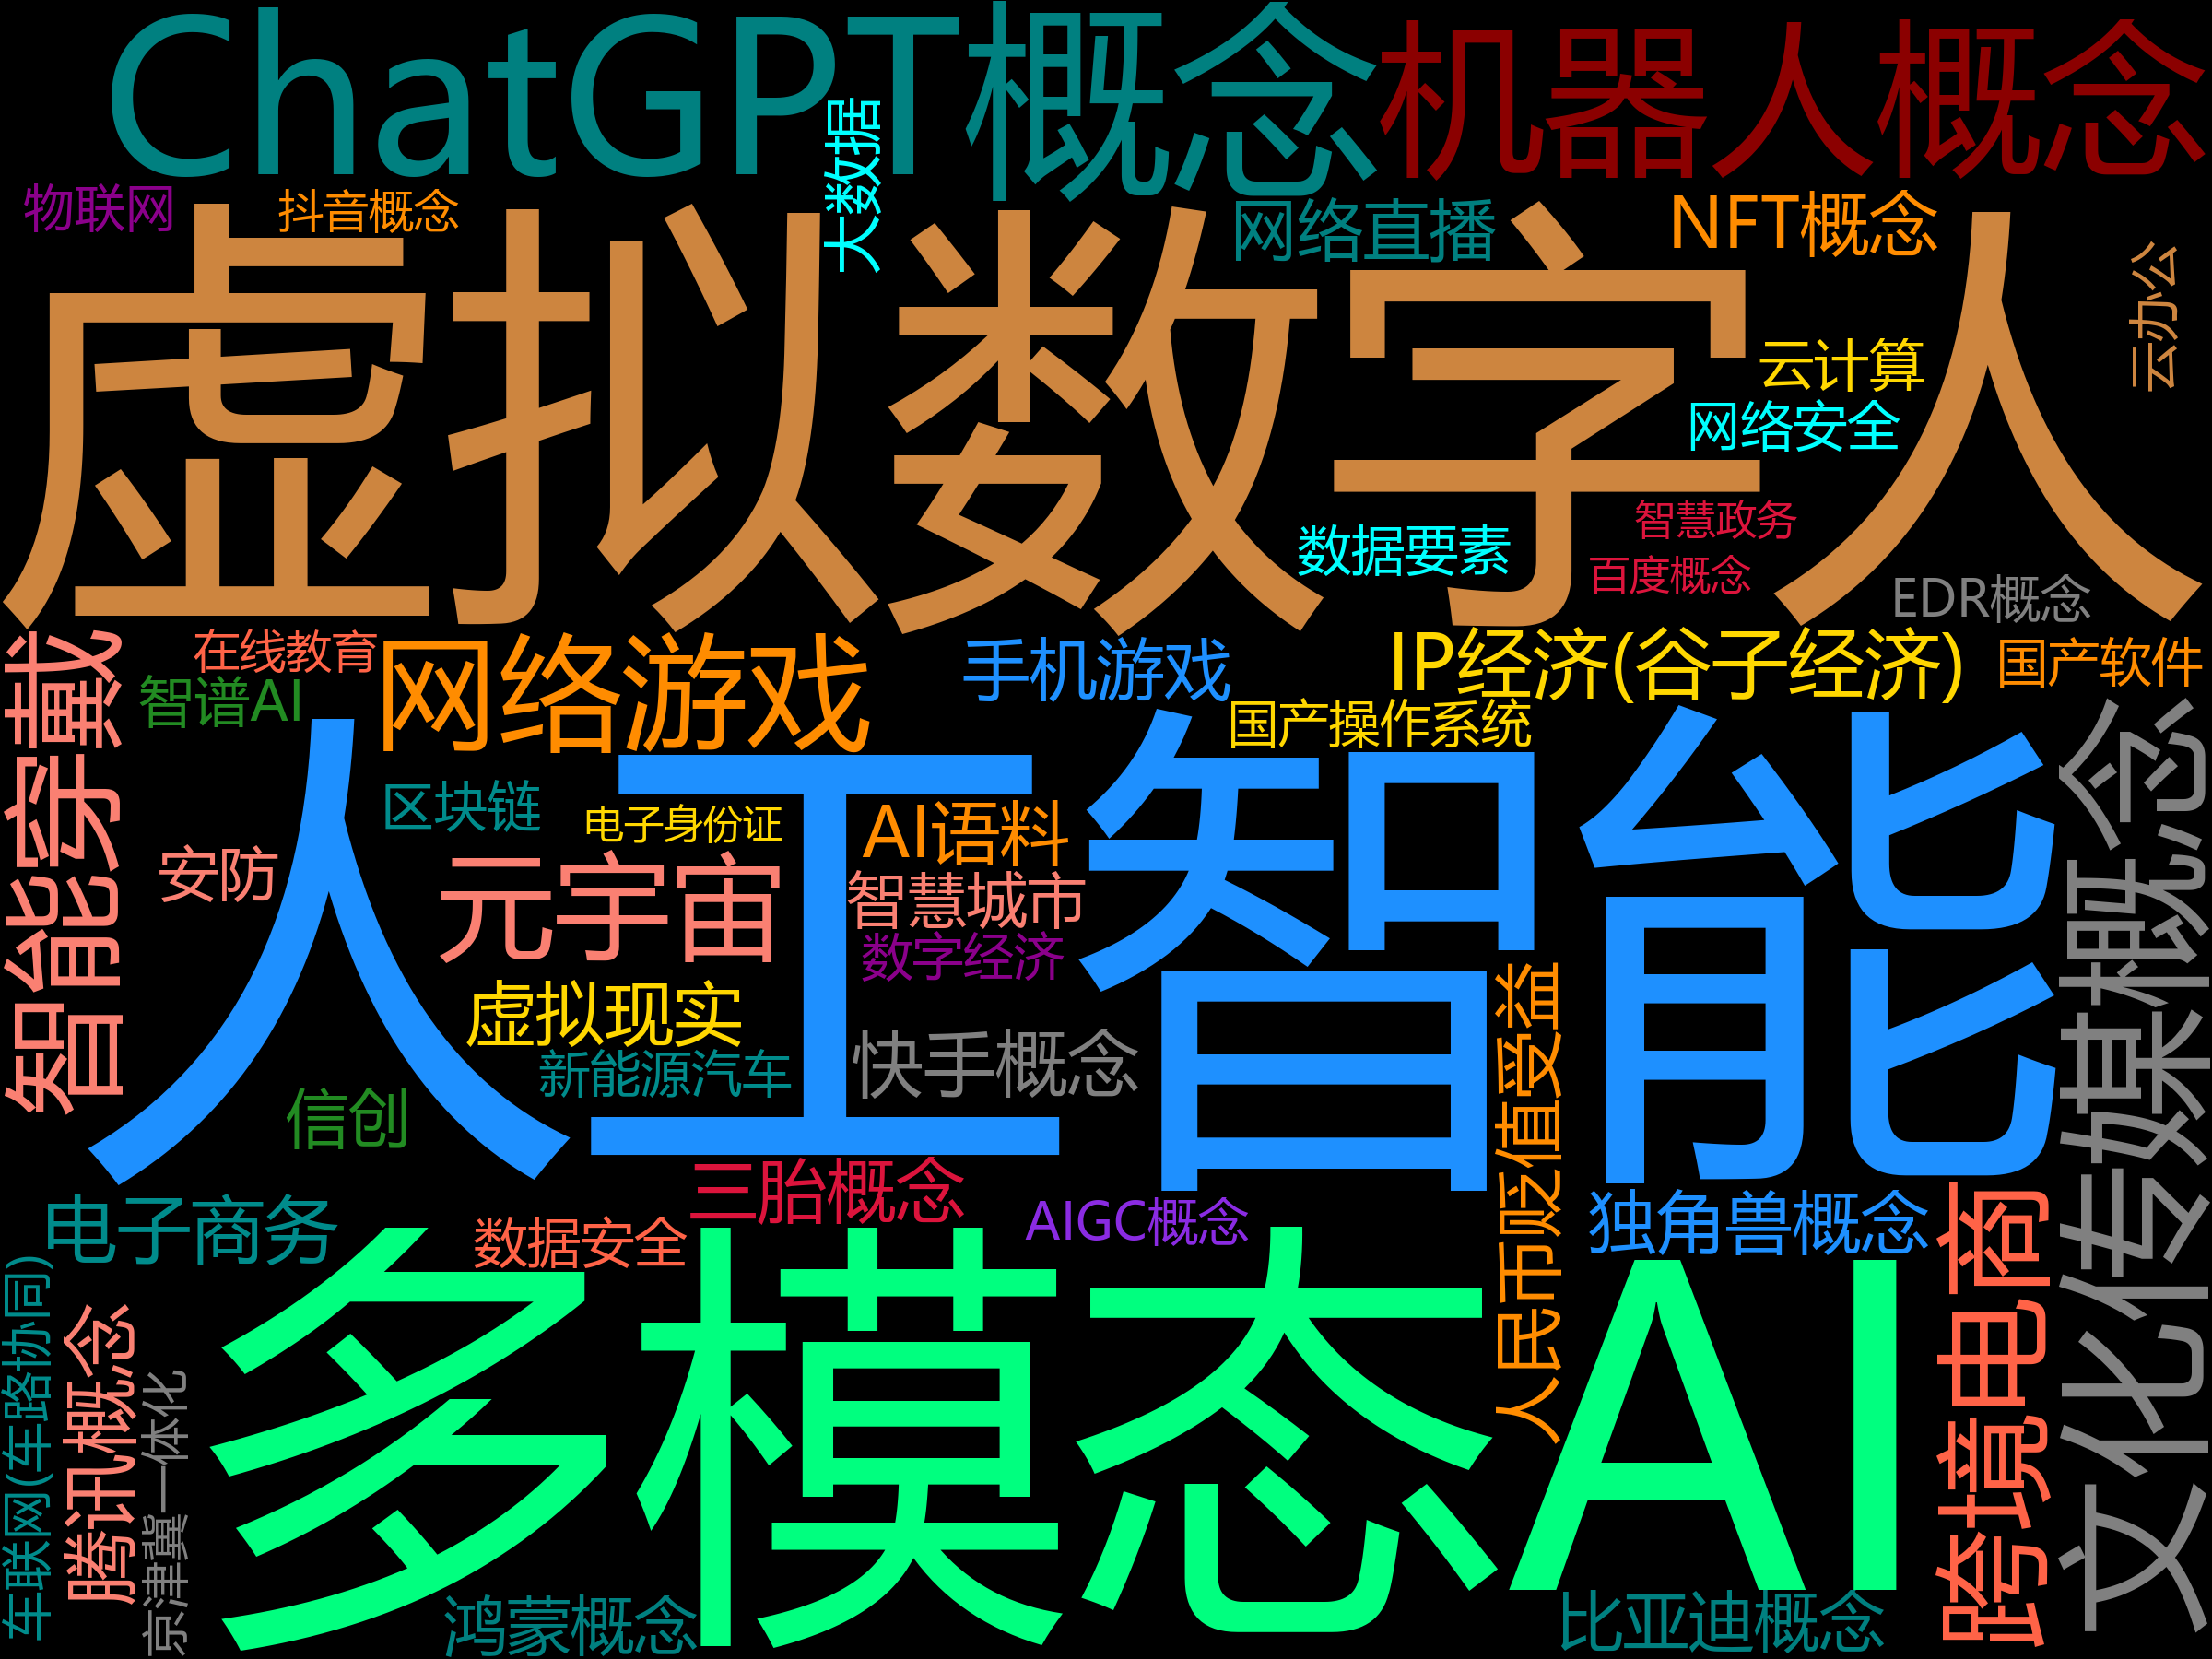 ChatGPT概念
机器人概念
大数据
物联网
抖音概念
网络直播
NFT概念
云办公
虚拟数字人
云计算
网络安全
智慧政务
数据要素
百度概念
EDR概念
在线教育
网络游戏
手机游戏
IP经济(谷子经济)
国产软件
智能穿戴
智谱AI
国产操作系统
人工智能
区块链
电子身份证
AI语料
安防
元宇宙
智慧城市
数字经济
虚拟现实
快手概念
新能源汽车
人民币贬值受益
文化传媒概念
信创
三胎概念
电子商务
数据安全
AIGC概念
独角兽概念
跨境电商
多模态AI
车联网(车路协同)
腾讯概念
京津冀一体化
鸿蒙概念
比亚迪概念